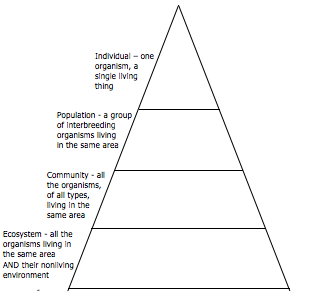 Individual – one
organism, a
single living
thing
Population - a group
of interbreeding
organisms living
in the same area
Community - all
the organisms,
of all types,
living in the
same area
Ecosystem - all the
organisms living in
the same area
AND their nonliving
environment